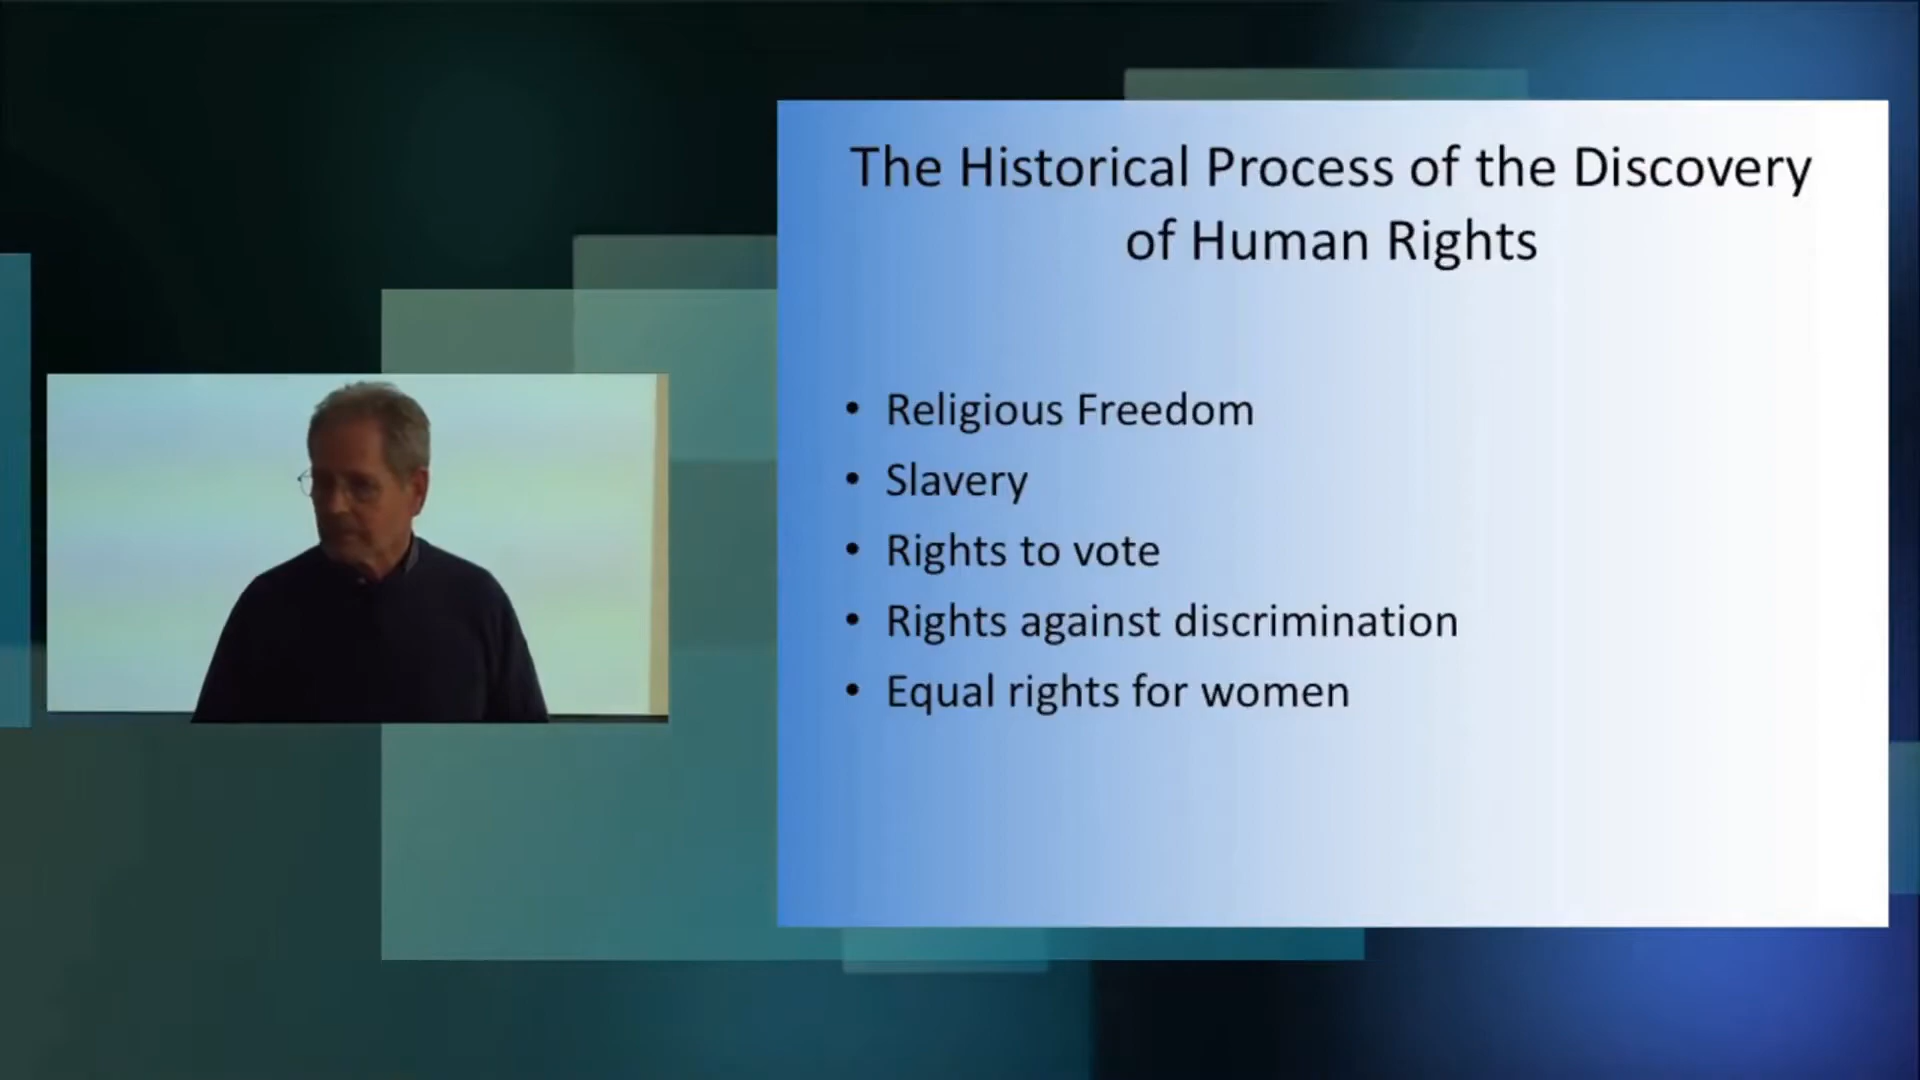 The Historical Process of the Discovery
of Human Rights
• Religious Freedom
• Slavery
• Rights to vote
• Rights against discrimination
• Equal rights for women